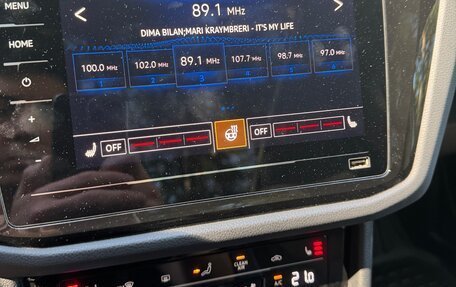 MENU
89.1 MHz
HOME
DIMA BILAN;MARI KRAYMBRERI - IT'S MY LIFE
100.0 MHz 102.0 MHz 89.1 MHz 107.7 MHz 98.7 MHz 97.0 MHz
1 2 3 4 5 6
OFF OFF
CLEAN AIR
A/C